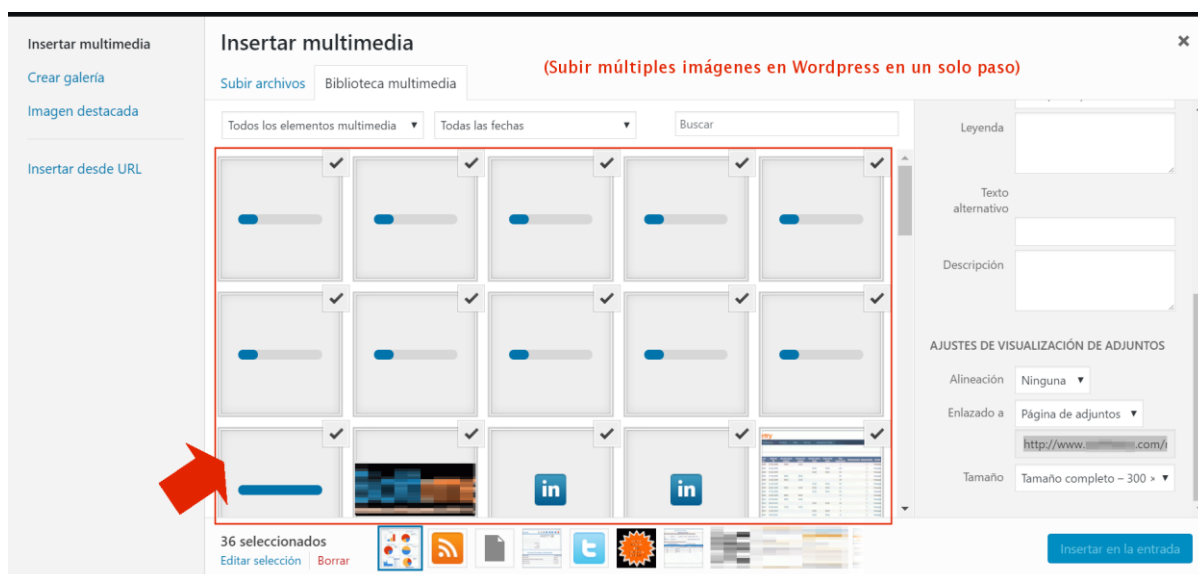 Insertar multimedia
Crear galería
Imagen destacada
Insertar desde URL
Insertar multimedia
(Subir múltiples imágenes en Wordpress en un solo paso)
Subir archivos
Biblioteca multimedia
Todos los elementos multimedia
Todas las fechas
Buscar
Leyenda
Texto
alternativo
Descripción
AJUSTES DE VISUALIZACIÓN DE ADJUNTOS
Alineación Ninguna
Enlazado a Página de adjuntos
http://www. .com/
Tamaño Tamaño completo – 300 ×
in
in
36 seleccionados
Editar selección
Borrar
Insertar en la entrada